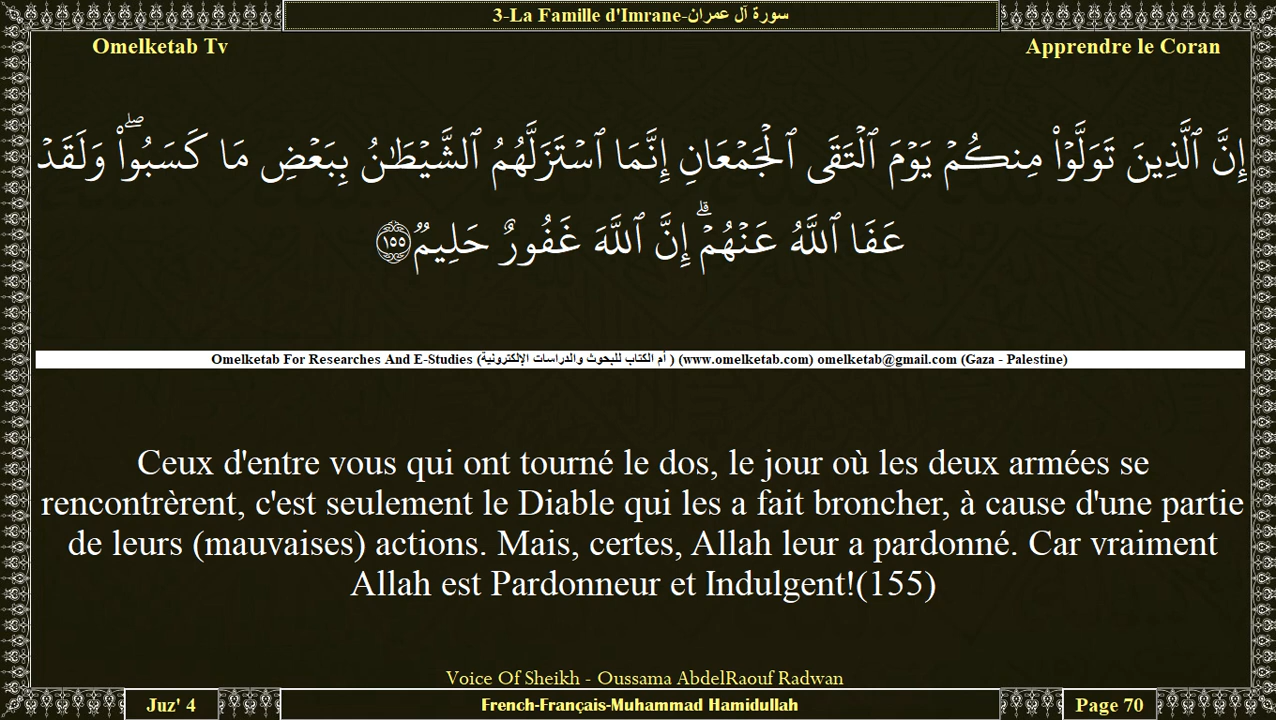 3-La Famille d'Imrane-سورة آل عمران
Omelketab Tv
Apprendre le Coran
إِنَّ ٱلَّذِينَ تَوَلَّوۡاْ مِنكُمۡ يَوۡمَ ٱلۡتَقَى ٱلۡجَمۡعَانِ إِنَّمَا ٱسۡتَزَلَّهُمُ ٱلشَّيۡطَٰنُ بِبَعۡضِ مَا كَسَبُواْۖ وَلَقَدۡ
عَفَا ٱللَّهُ عَنۡهُمۡۗ إِنَّ ٱللَّهَ غَفُورٌ حَلِيمٞ ١٥٥
Omelketab For Researches And E-Studies (أم الكتاب للبحوث والدراسات الإلكترونية ) (www.omelketab.com) omelketab@gmail.com (Gaza - Palestine)
Ceux d'entre vous qui ont tourné le dos, le jour où les deux armées se
rencontrèrent, c'est seulement le Diable qui les a fait broncher, à cause d'une partie
de leurs (mauvaises) actions. Mais, certes, Allah leur a pardonné. Car vraiment
Allah est Pardonneur et Indulgent!(155)
Voice Of Sheikh - Oussama AbdelRaouf Radwan
Juz' 4
French-Français-Muhammad Hamidullah
Page 70